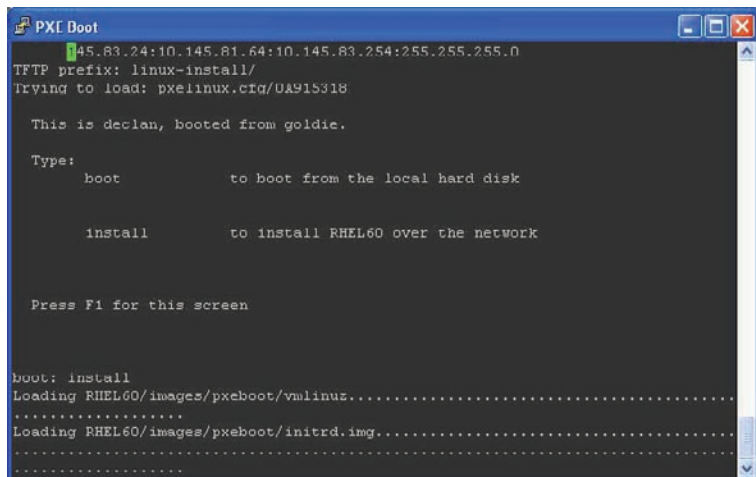 PXE Boot
145.83.24:10.145.81.64:10.145.83.254:255.255.255.0
TFTP prefix: linux-install/
Trying to load: pxelinux.cfg/0A915318
This is declan, booted from goldie.
Type:
boot to boot from the local hard disk
install to install RHEL60 over the network
Press F1 for this screen
boot: install
Loading RHEL60/images/pxeboot/vmlinuz...........................................
...................
Loading RHEL60/images/pxeboot/initrd.img........................................
................................................................................
...................